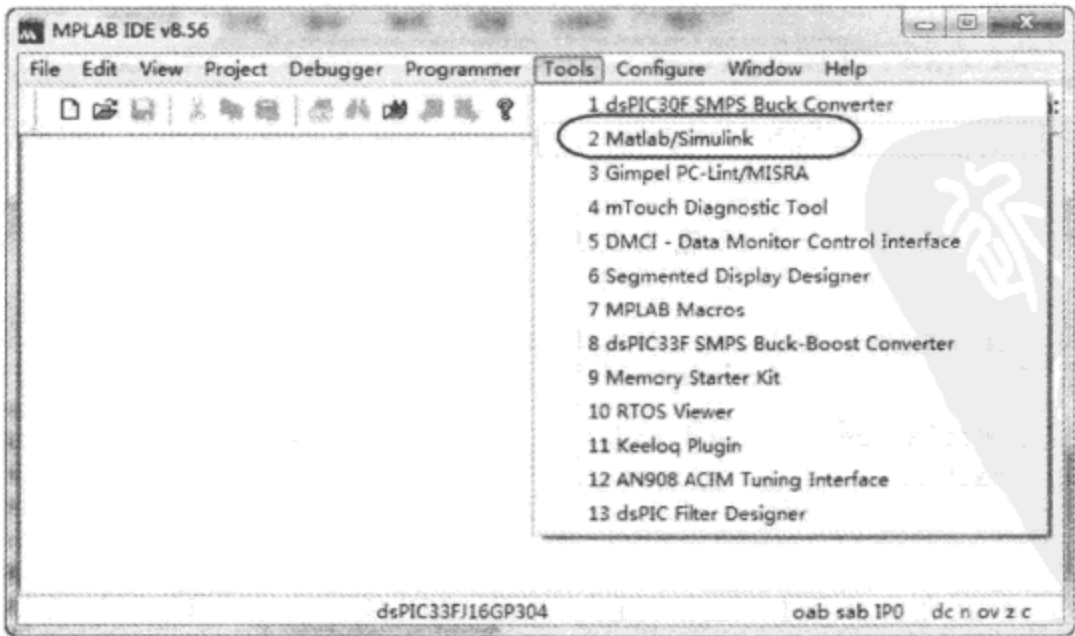 MPLAB IDE v8.56
File Edit View Project Debugger Programmer Tools Configure Window Help
1 dsPIC30F SMPS Buck Converter
2 Matlab/Simulink
3 Gimpel PC-Lint/MISRA
4 mTouch Diagnostic Tool
5 DMCI - Data Monitor Control Interface
6 Segmented Display Designer
7 MPLAB Macros
8 dsPIC33F SMPS Buck-Boost Converter
9 Memory Starter Kit
10 RTOS Viewer
11 Keeloq Plugin
12 AN908 ACIM Tuning Interface
13 dsPIC Filter Designer
dsPIC33FJ16GP304 oab sab IP0 dc n ov z c